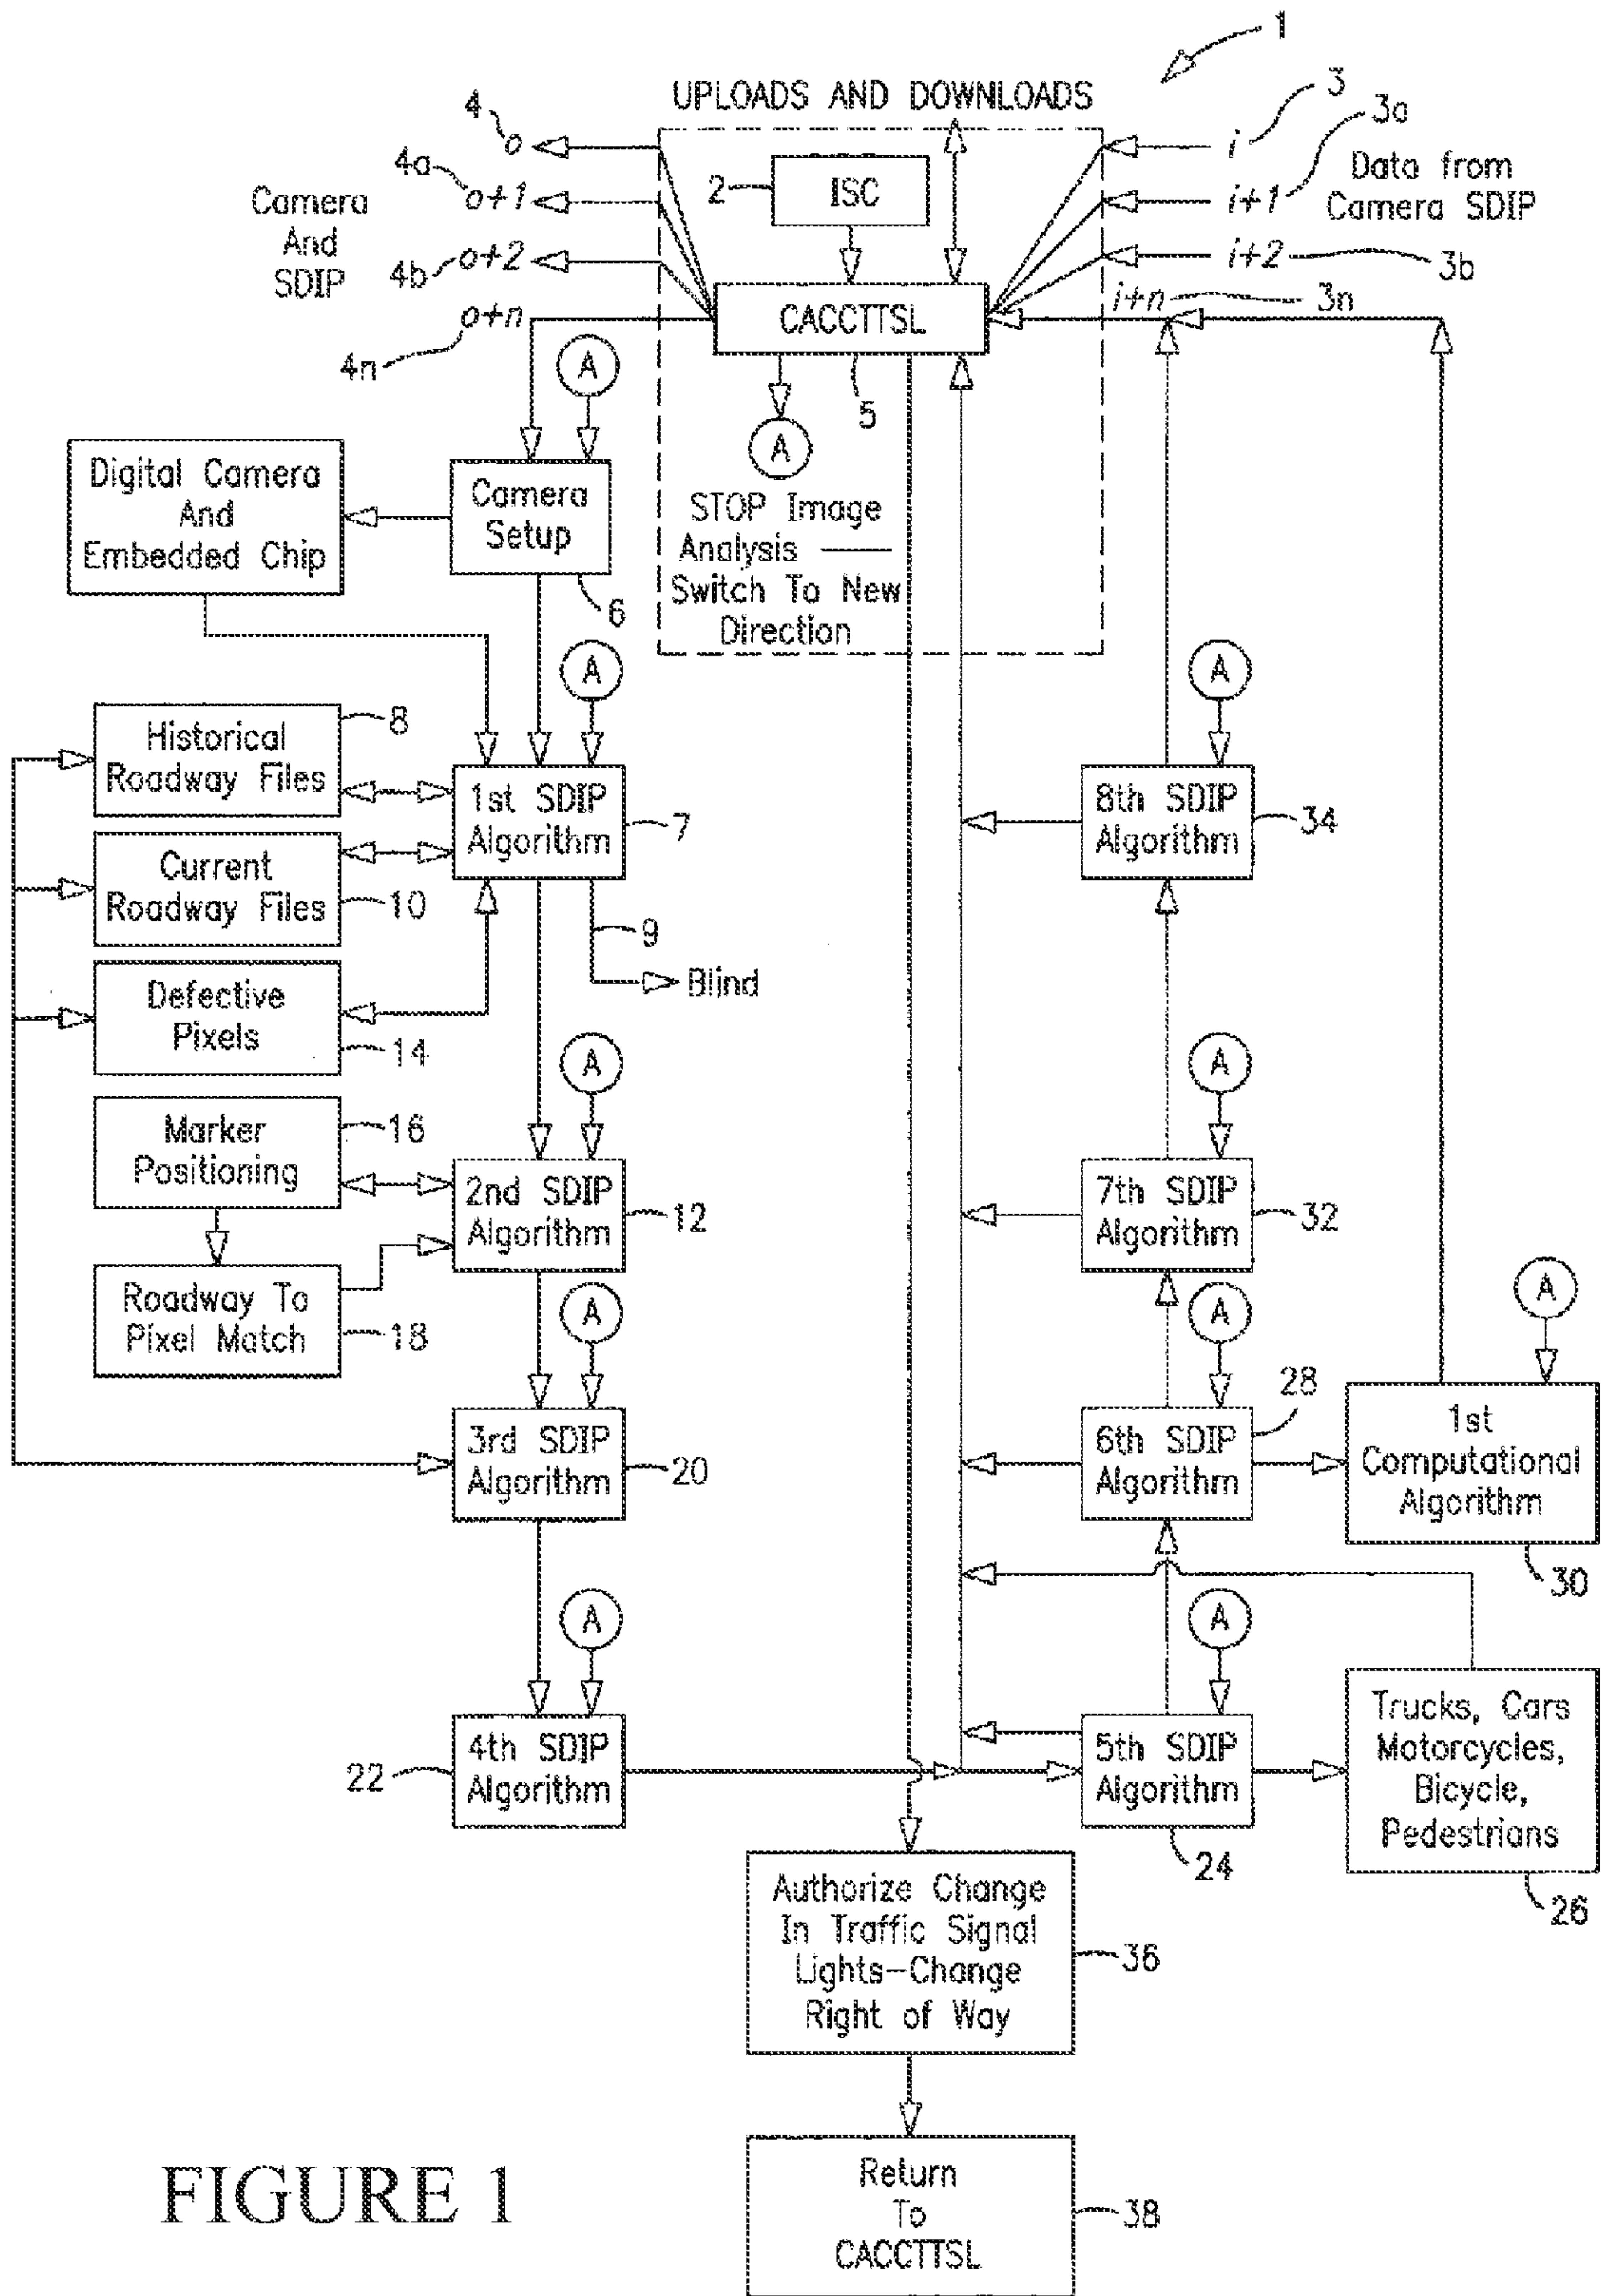 1
UPLOADS AND DOWNLOADS
4
o
4a
o+1
4b
o+2
o+n
4n
Camera
And
SDIP
2
ISC
i
3
i+1
3a
i+2
3b
i+n
3n
Data from
Camera SDIP
CACCTTSL
5
A
A
STOP Image
Analysis —
Switch To New
Direction
Digital Camera
And
Embedded Chip
Camera
Setup
6
A
A
Historical
Roadway Files
8
1st SDIP
Algorithm
7
8th SDIP
Algorithm
34
Current
Roadway Files
10
9
Blind
Defective
Pixels
14
A
A
Marker
Positioning
16
2nd SDIP
Algorithm
12
7th SDIP
Algorithm
32
Roadway To
Pixel Match
18
A
A
A
3rd SDIP
Algorithm
20
6th SDIP
Algorithm
28
1st
Computational
Algorithm
30
A
A
4th SDIP
Algorithm
22
5th SDIP
Algorithm
24
Trucks, Cars
Motorcycles,
Bicycle,
Pedestrians
26
Authorize Change
In Traffic Signal
Lights-Change
Right of Way
36
Return
To
CACCTTSL
38
FIGURE 1